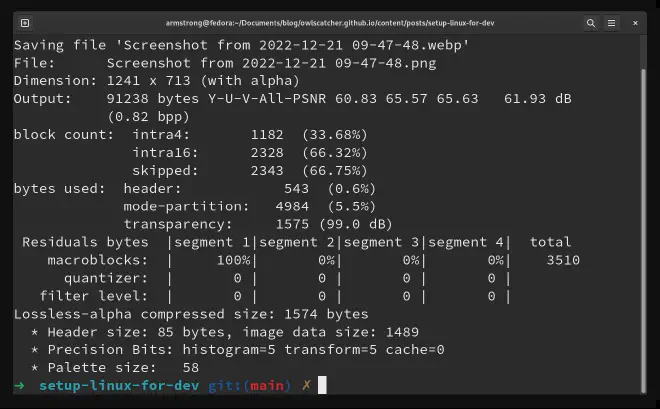 armstrong@fedora:~/Documents/blog/owlscatcher.github.io/content/posts/setup-linux-for-dev
Saving file 'Screenshot from 2022-12-21 09-47-48.webp'
File:      Screenshot from 2022-12-21 09-47-48.png
Dimension: 1241 x 713 (with alpha)
Output:    91238 bytes Y-U-V-All-PSNR 60.83 65.57 65.63   61.93 dB
           (0.82 bpp)
block count:  intra4:       1182  (33.68%)
              intra16:      2328  (66.32%)
              skipped:      2343  (66.75%)
bytes used:  header:            543  (0.6%)
             mode-partition:   4984  (5.5%)
             transparency:     1575 (99.0 dB)
 Residuals bytes  |segment 1|segment 2|segment 3|segment 4|  total
    macroblocks:  |     100%|       0%|       0%|       0%|    3510
      quantizer:  |       0 |       0 |       0 |       0 |
   filter level:  |       0 |       0 |       0 |       0 |
Lossless-alpha compressed size: 1574 bytes
  * Header size: 85 bytes, image data size: 1489
  * Precision Bits: histogram=5 transform=5 cache=0
  * Palette size:   58
➜  setup-linux-for-dev git:(main) ✗